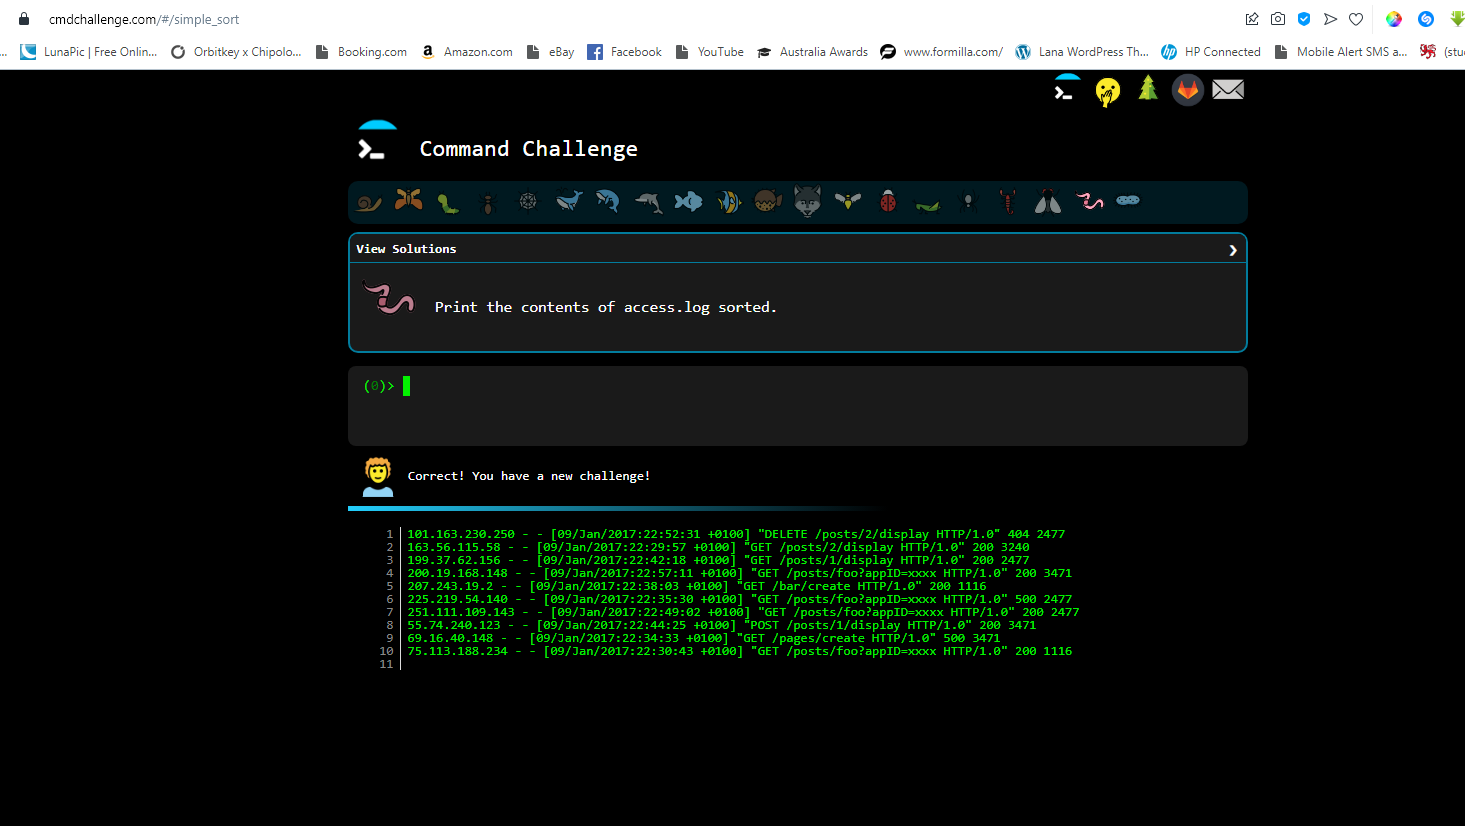 cmdchallenge.com/#/simple_sort
... LunaPic | Free Onlin... Orbitkey x Chipolo... Booking.com Amazon.com eBay Facebook YouTube Australia Awards www.formilla.com/ Lana WordPress Th... HP Connected Mobile Alert SMS a... (stu
Command Challenge
View Solutions
Print the contents of access.log sorted.
(0)>
Correct! You have a new challenge!
1 101.163.230.250 - - [09/Jan/2017:22:52:31 +0100] "DELETE /posts/2/display HTTP/1.0" 404 2477
2 163.56.115.58 - - [09/Jan/2017:22:29:57 +0100] "GET /posts/2/display HTTP/1.0" 200 3240
3 199.37.62.156 - - [09/Jan/2017:22:42:18 +0100] "GET /posts/1/display HTTP/1.0" 200 2477
4 200.19.168.148 - - [09/Jan/2017:22:57:11 +0100] "GET /posts/foo?appID=xxxx HTTP/1.0" 200 3471
5 207.243.19.2 - - [09/Jan/2017:22:38:03 +0100] "GET /bar/create HTTP/1.0" 200 1116
6 225.219.54.140 - - [09/Jan/2017:22:35:30 +0100] "GET /posts/foo?appID=xxxx HTTP/1.0" 500 2477
7 251.111.109.143 - - [09/Jan/2017:22:49:02 +0100] "GET /posts/foo?appID=xxxx HTTP/1.0" 200 2477
8 55.74.240.123 - - [09/Jan/2017:22:44:25 +0100] "POST /posts/1/display HTTP/1.0" 200 3471
9 69.16.40.148 - - [09/Jan/2017:22:34:33 +0100] "GET /pages/create HTTP/1.0" 500 3471
10 75.113.188.234 - - [09/Jan/2017:22:30:43 +0100] "GET /posts/foo?appID=xxxx HTTP/1.0" 200 1116
11